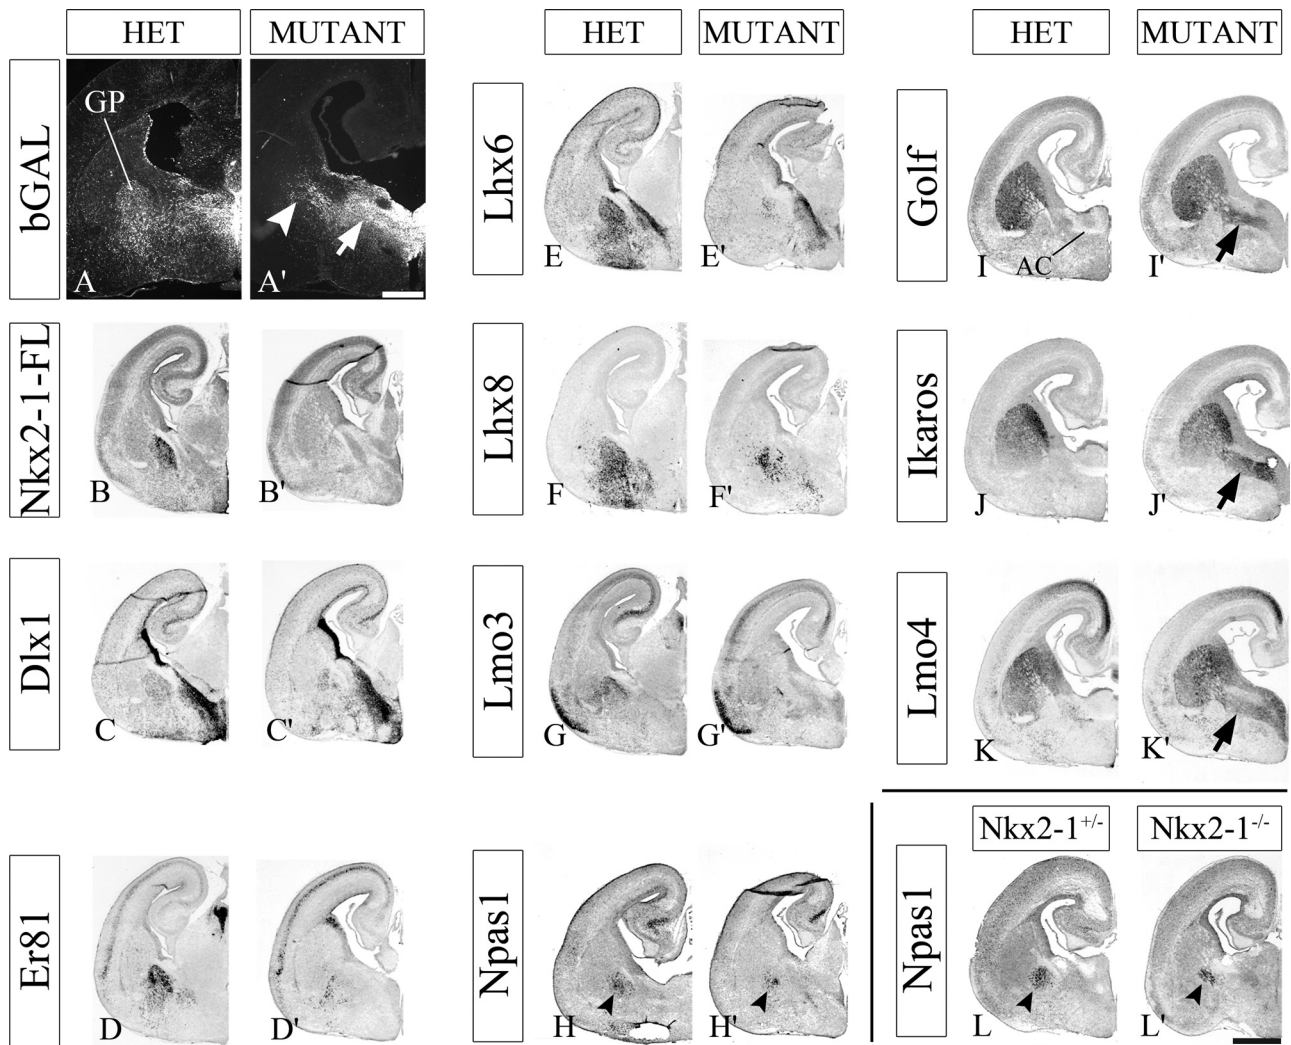 HET MUTANT
bGAL
GP
A A'
Nkx2-1-FL
B B'
Dlx1
C C'
Er81
D D'
HET MUTANT
Lhx6
E E'
Lhx8
F F'
Lmo3
G G'
Npas1
H H'
HET MUTANT
Golf
AC
I I'
Ikaros
J J'
Lmo4
K K'
Nkx2-1+/- Nkx2-1-/-
Npas1
L L'